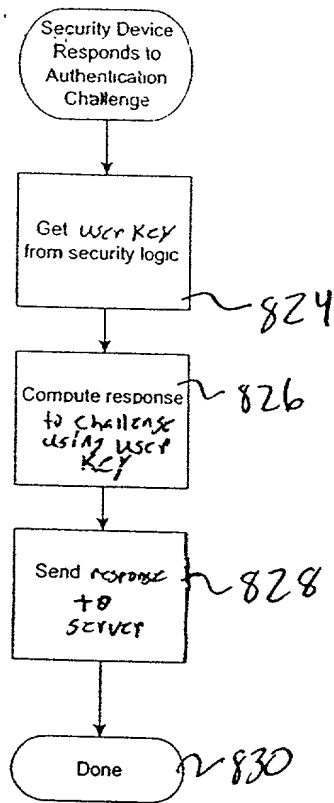 Security Device
Responds to
Authentication
Challenge
Get user key
from security logic
824
Compute response
to challenge
using user
key
826
Send response
to
server
828
Done
830